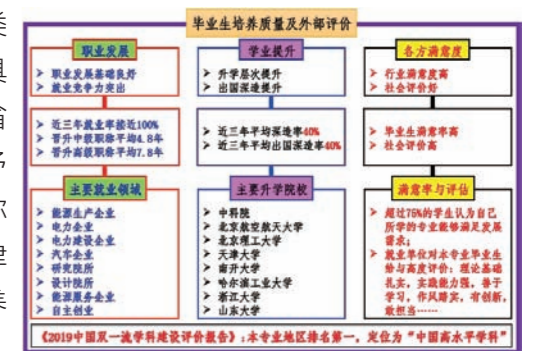 毕业生培养质量及外部评价
职业发展
➢ 职业发展基础良好
➢ 就业竞争力突出
➢ 近三年就业率接近100%
➢ 晋升中级职称平均4.8年
➢ 晋升高级职称平均7.8年
主要就业领域
➢ 能源生产企业
➢ 电力企业
➢ 电力建设企业
➢ 汽车企业
➢ 研究院所
➢ 设计院所
➢ 能源服务企业
➢ 自主创业
学业提升
➢ 升学层次提升
➢ 出国深造提升
➢ 近三年平均深造率40%
➢ 近三年平均出国深造率40%
主要升学院校
➢ 中科院
➢ 北京航空航天大学
➢ 北京理工大学
➢ 天津大学
➢ 南开大学
➢ 哈尔滨工业大学
➢ 浙江大学
➢ 山东大学
各方满意度
➢ 行业满意度高
➢ 社会评价好
➢ 毕业生满意率高
➢ 社会评价高
满意率与评估
➢ 超过75%的学生认为自己
所学的专业能够满足发展
需求；
➢ 就业单位对本专业毕业生
给与高度评价：理论基础
扎实，实践能力强，善于
学习，作风踏实，有创新，
敢担当……
《2019中国双一流学科建设评价报告》：本专业地区排名第一，定位为“中国高水平学科”